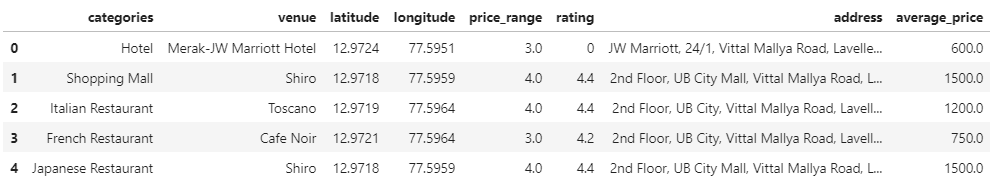 categories venue latitude longitude price_range rating address average_price
0 Hotel Merak-JW Marriott Hotel 12.9724 77.5951 3.0 0 JW Marriott, 24/1, Vittal Mallya Road, Lavelle... 600.0
1 Shopping Mall Shiro 12.9718 77.5959 4.0 4.4 2nd Floor, UB City Mall, Vittal Mallya Road, L... 1500.0
2 Italian Restaurant Toscano 12.9719 77.5964 4.0 4.4 2nd Floor, UB City, Vittal Mallya Road, Lavell... 1200.0
3 French Restaurant Cafe Noir 12.9721 77.5964 3.0 4.2 2nd Floor, UB City, Vittal Mallya Road, Lavell... 750.0
4 Japanese Restaurant Shiro 12.9718 77.5959 4.0 4.4 2nd Floor, UB City Mall, Vittal Mallya Road, L... 1500.0